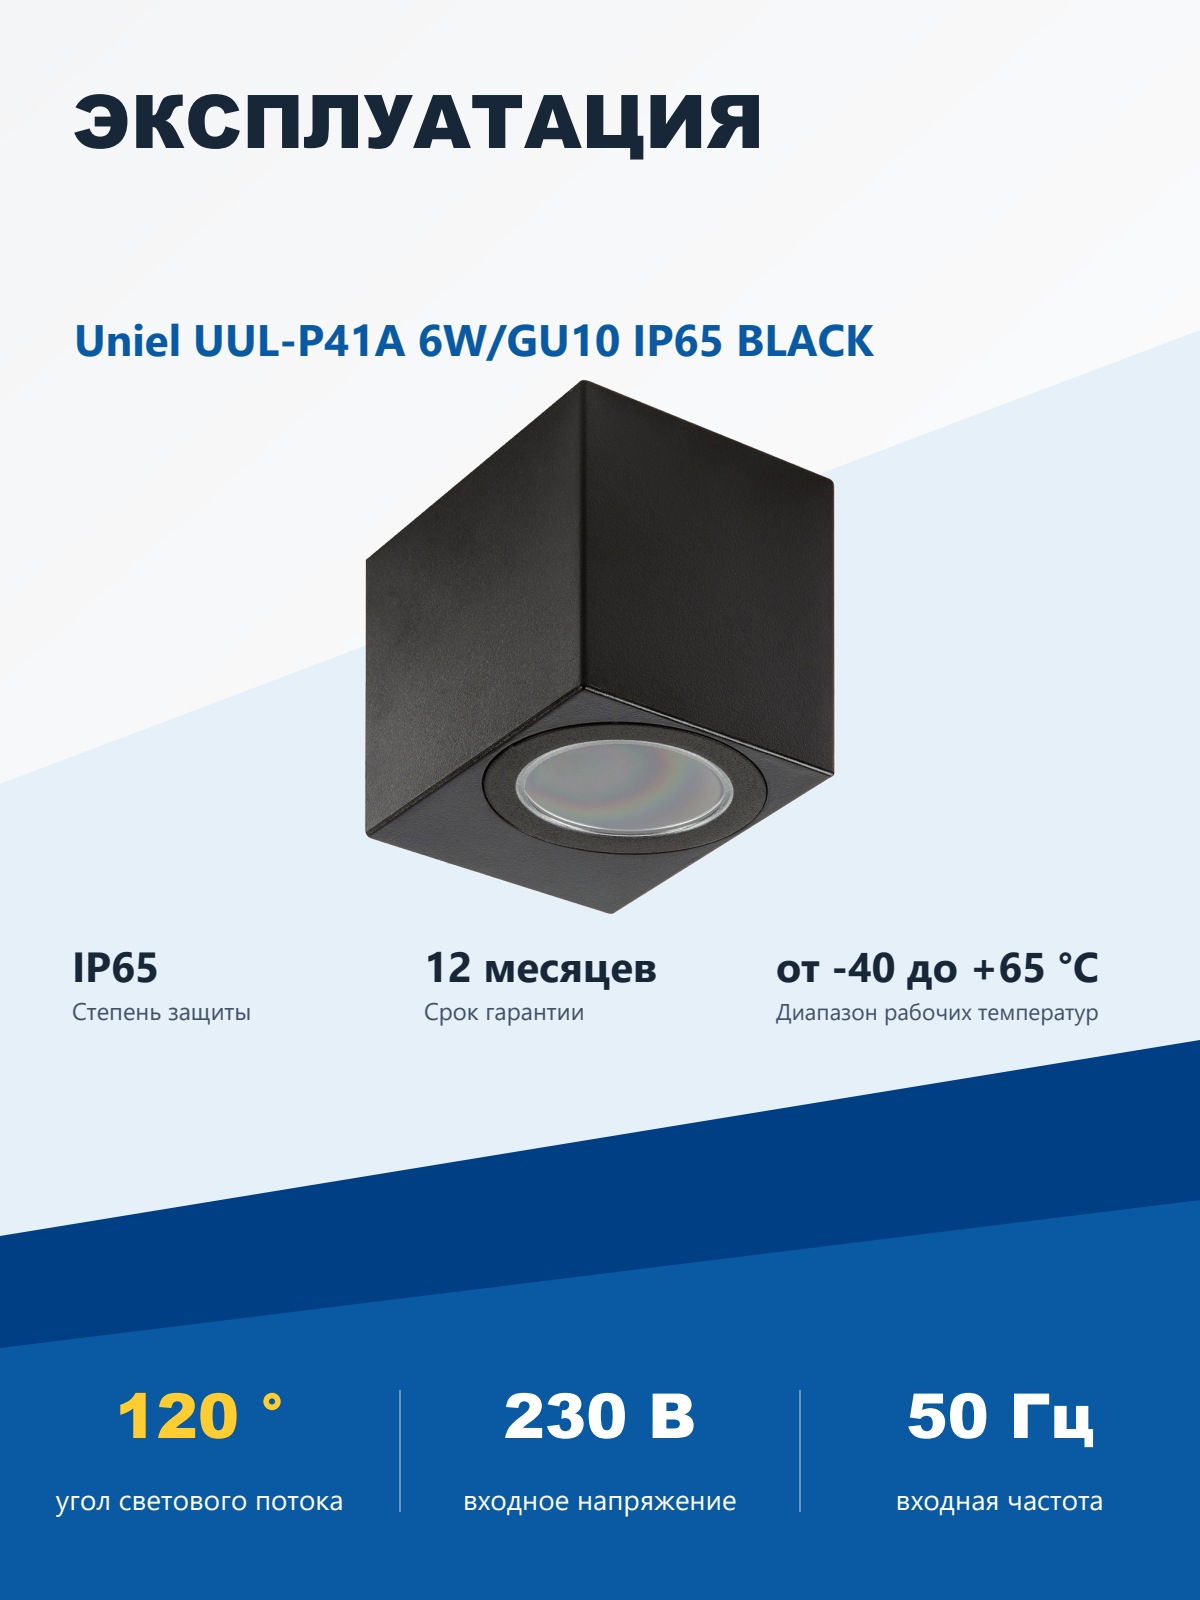 ЭКСПЛУАТАЦИЯ
Uniel UUL-P41A 6W/GU10 IP65 BLACK
IP65
Степень защиты
12 месяцев
Срок гарантии
от -40 до +65 °C
Диапазон рабочих температур
120 °
угол светового потока
230 В
входное напряжение
50 Гц
входная частота